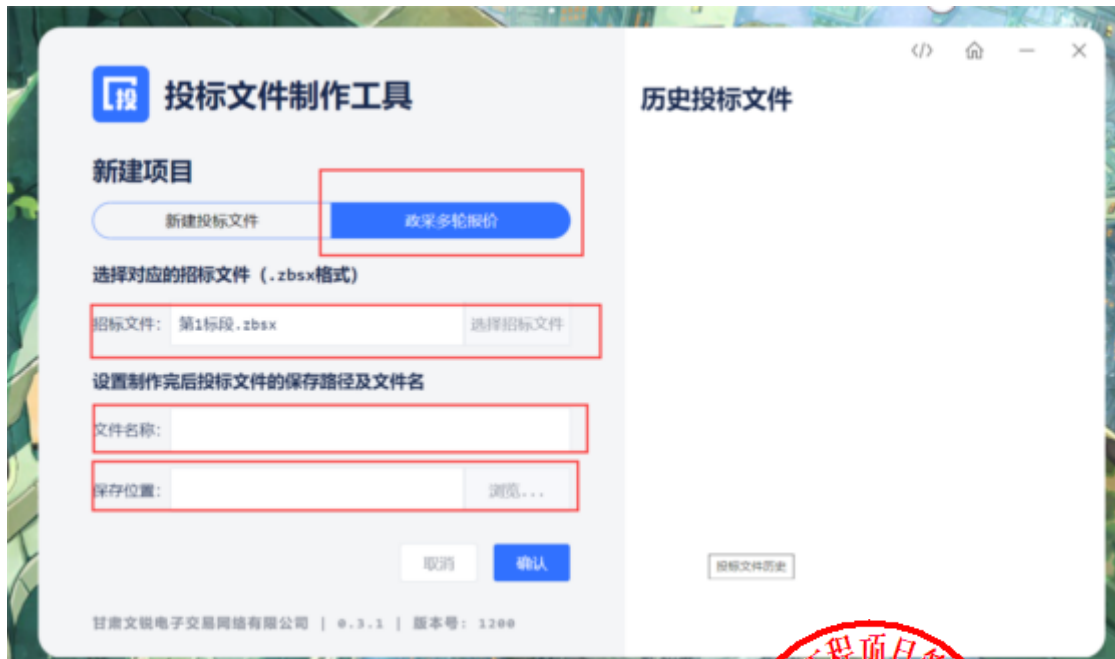 投标文件制作工具
新建项目
新建投标文件 政采多轮报价
选择对应的招标文件 (.zbsx格式)
招标文件: 第1标段.zbsx 选择招标文件
设置制作完后投标文件的保存路径及文件名
文件名称:
保存位置: 浏览...
取消 确认
甘肃文锐电子交易网络有限公司 | 0.3.1 | 版本号: 1200
历史投标文件
投标文件历史
程项目